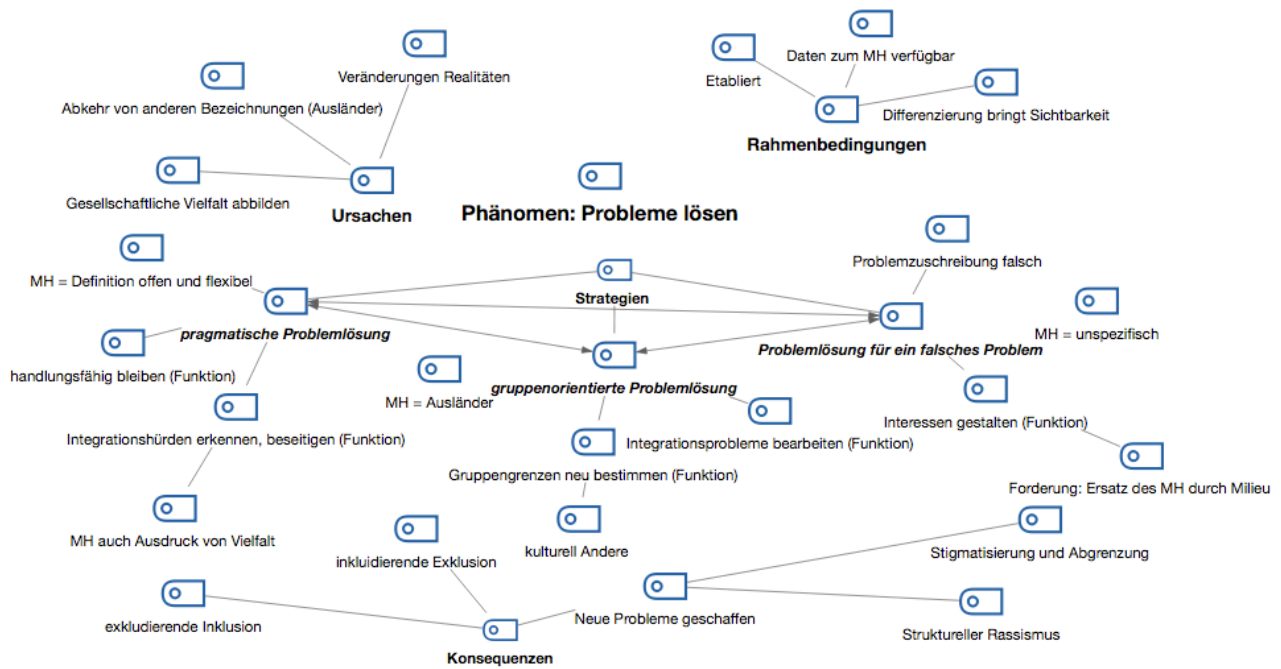 Veränderungen Realitäten
Daten zum MH verfügbar
Etabliert
Abkehr von anderen Bezeichnungen (Ausländer)
Differenzierung bringt Sichtbarkeit
Rahmenbedingungen
Gesellschaftliche Vielfalt abbilden
Ursachen
Phänomen: Probleme lösen
Problemzuschreibung falsch
MH = Definition offen und flexibel
Strategien
pragmatische Problemlösung
MH = unspezifisch
Problemlösung für ein falsches Problem
handlungsfähig bleiben (Funktion)
gruppenorientierte Problemlösung
MH = Ausländer
Interessen gestalten (Funktion)
Integrationshürden erkennen, beseitigen (Funktion)
Integrationsprobleme bearbeiten (Funktion)
Gruppengrenzen neu bestimmen (Funktion)
Forderung: Ersatz des MH durch Milieu
MH auch Ausdruck von Vielfalt
kulturell Andere
Stigmatisierung und Abgrenzung
inkluidierende Exklusion
Neue Probleme geschaffen
exkludierende Inklusion
Struktureller Rassismus
Konsequenzen